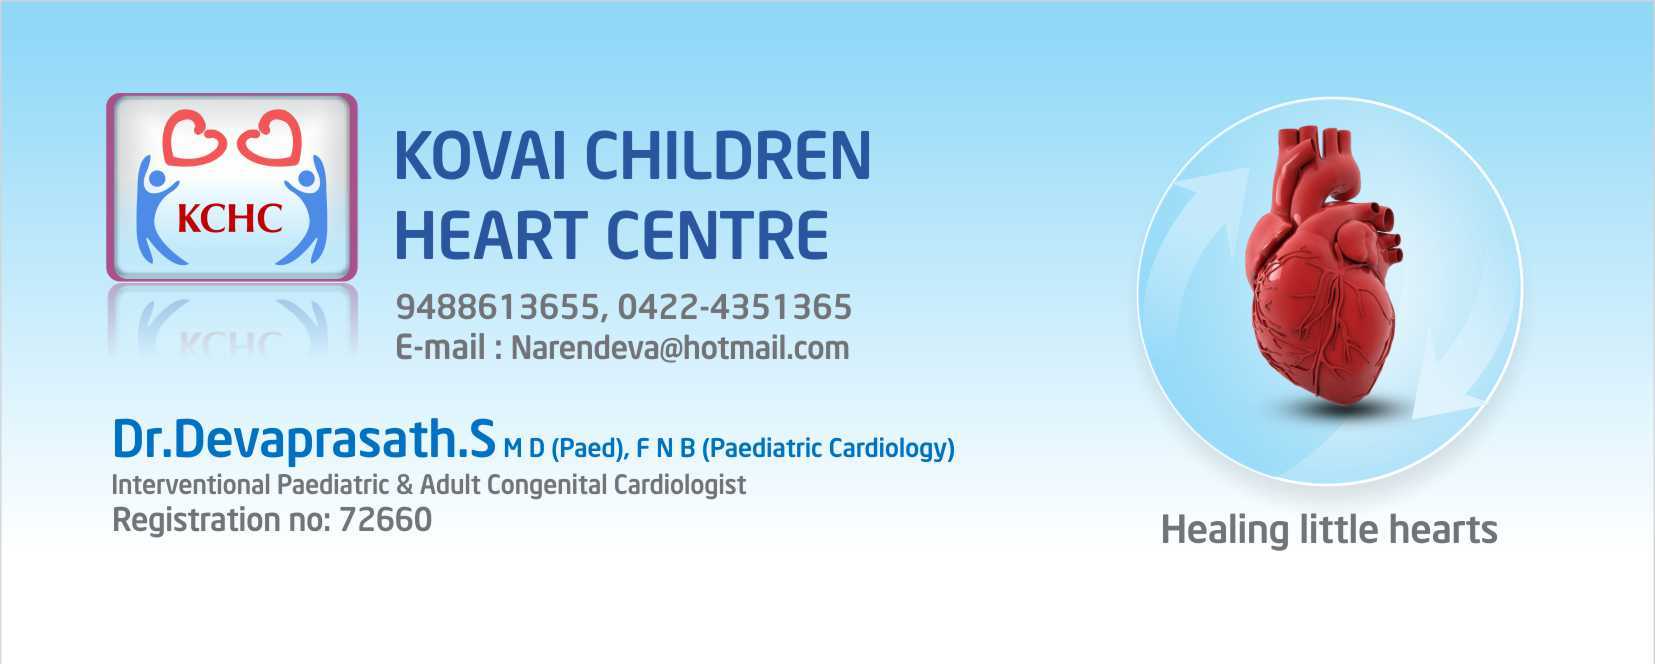 KCHC
KOVAI CHILDREN
HEART CENTRE
9488613655, 0422-4351365
E-mail : Narendeva@hotmail.com
KCHC
Dr.Devaprasath.S M D (Paed), F N B (Paediatric Cardiology)
Interventional Paediatric & Adult Congenital Cardiologist
Registration no: 72660
Healing little hearts